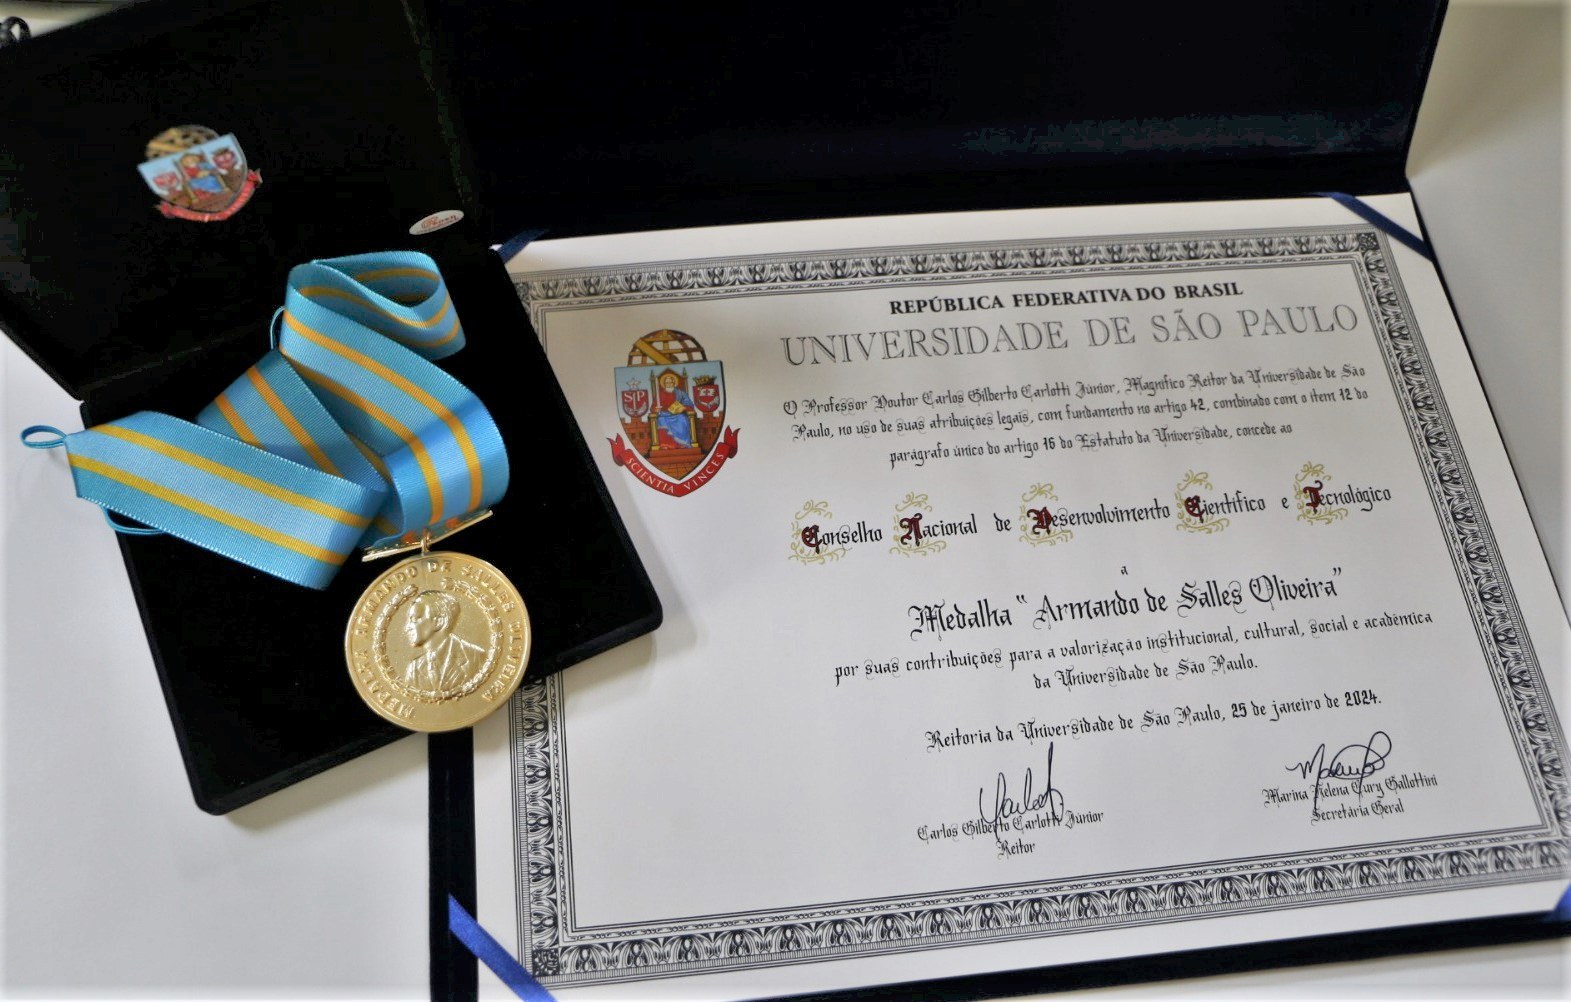 REPÚBLICA FEDERATIVA DO BRASIL
UNIVERSIDADE DE SÃO PAULO
O Professor Doutor Carlos Gilberto Carlotti Júnior, Magnífico Reitor da Universidade de São
Paulo, no uso de suas atribuições legais, com fundamento no artigo 42, combinado com o item 12 do
parágrafo único do artigo 16 do Estatuto da Universidade, concede ao
Conselho Nacional de Desenvolvimento Científico e Tecnológico
a
Medalha "Armando de Salles Oliveira"
por suas contribuições para a valorização institucional, cultural, social e acadêmica
da Universidade de São Paulo.
Reitoria da Universidade de São Paulo, 25 de janeiro de 2024.
Carlos Gilberto Carlotti Júnior
Reitor
Marina Helena Cury Gallottini
Secretária Geral
SP
SCIENTIA VINCES
MEDALHA ARMANDO DE SALLES OLIVEIRA